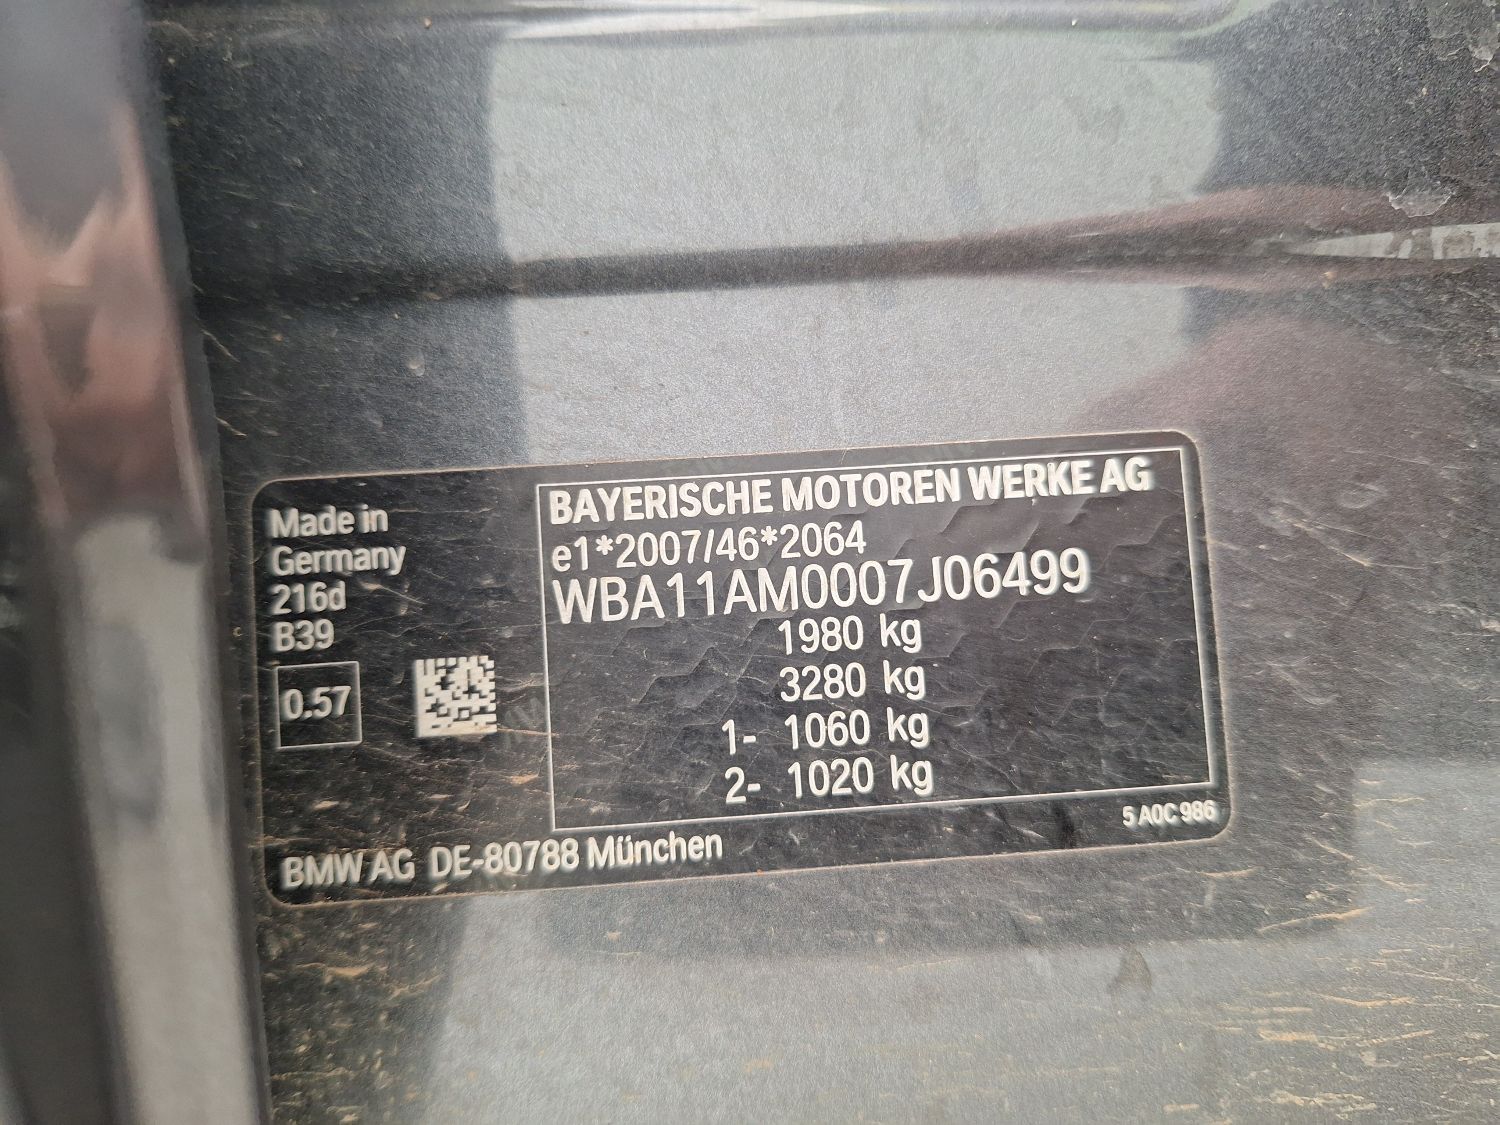 Made in
Germany
216d
B39
0.57
BAYERISCHE MOTOREN WERKE AG
e1*2007/46*2064
WBA11AM0007J06499
1980 kg
3280 kg
1- 1060 kg
2- 1020 kg
5 A0C 986
BMW AG DE-80788 München